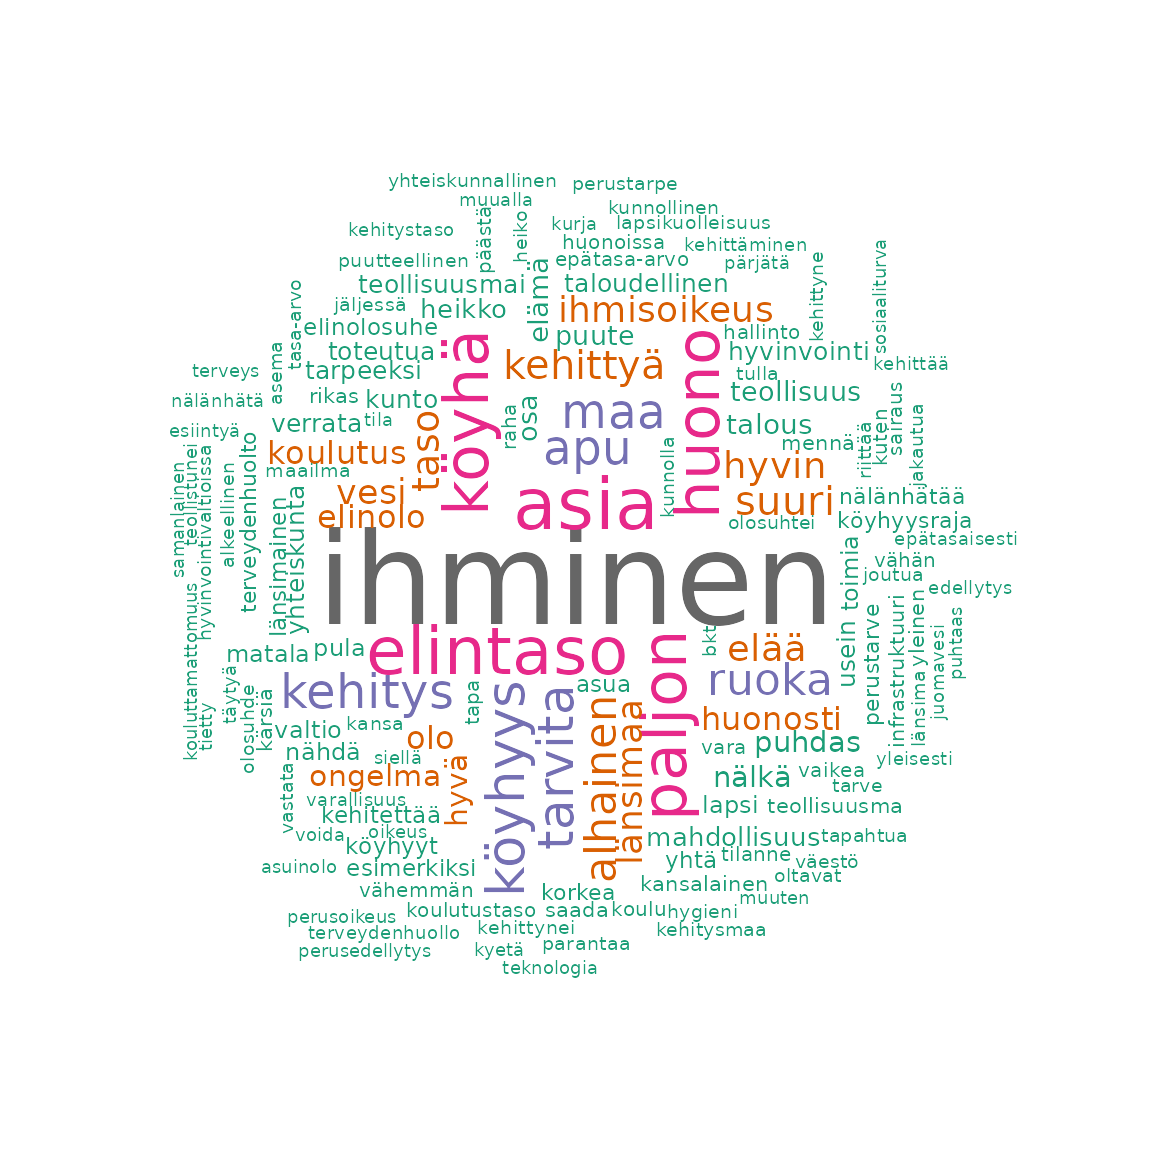 yhteiskunnallinen
perustarpe
muualla
kunnollinen
päästä
heiko
kurja
lapsikuolleisuus
kehitystaso
huonoissa
kehittäminen
puutteellinen
epätasa-arvo
pärjätä
kehittyne
sosiaaliturva
teollisuusmai
elämä
taloudellinen
tasa-arvo
jäljessä
heikko
ihmisoikeus
elinolosuhe
puute
hallinto
toteutua
köyhä
kehittyä
huono
hyvinvointi
kehittää
terveys
asema
tarpeeksi
tulla
nälänhätä
rikas
kunto
teollisuus
sairaus
esiintyä
verrata
tila
taso
raha
osa
maa
talous
kuten
jakautua
koulutus
apu
kunnolla
mennä
riittää
hyvin
maailma
samanlainen
teollistunei
hyvinvointivaltioissa
alkeellinen
terveydenhuolto
vesi
asia
suuri
nälänhätää
länsimainen
yhteiskunta
elinolo
olosuhtei
köyhyysraja
epätasaisesti
ihminen
usein
toimia
vähän
joutua
edellytys
kouluttamattomuus
matala
pula
elintaso
bkt
elää
perustarve
infrastruktuuri
länsimaa
yleinen
juomavesi
puhtaas
tietty
täytyä
olosuhde
kärsiä
kehitys
tapa
asua
paljon
ruoka
valtio
kansa
huonosti
nähdä
siellä
olo
köyhyys
tarvita
alhainen
länsimaa
vara
puhdas
yleisesti
vastata
ongelma
hyvä
nälkä
vaikea
tarve
varallisuus
kehitettää
lapsi
teollisuusma
voida
oikeus
köyhyyt
mahdollisuus
tapahtua
asuinolo
esimerkiksi
yhtä
tilanne
väestö
vähemmän
korkea
kansalainen
oltavat
muuten
perusoikeus
koulutustaso
saada
koulu
hygieni
terveydenhuollo
kehittynei
kehitysmaa
perusedellytys
kyetä
parantaa
teknologia